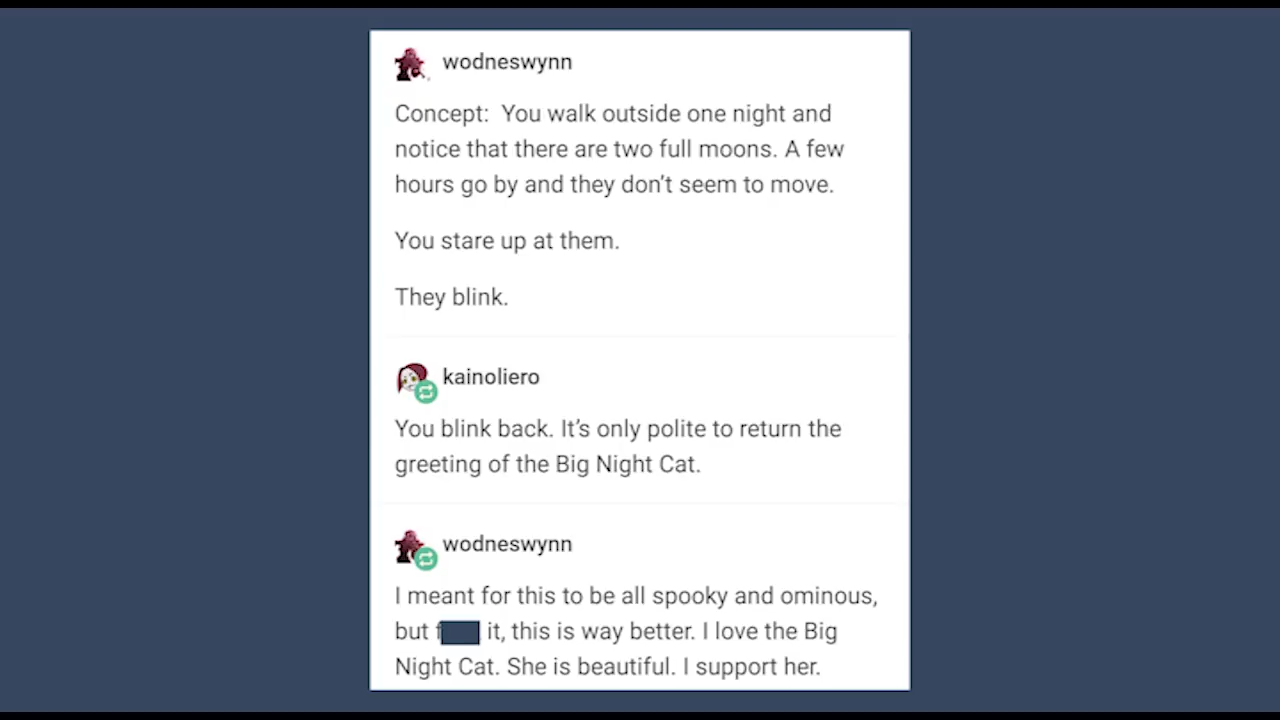 wodneswynn
Concept:  You walk outside one night and
notice that there are two full moons. A few
hours go by and they don’t seem to move.
You stare up at them.
They blink.
kainoliero
You blink back. It’s only polite to return the
greeting of the Big Night Cat.
wodneswynn
I meant for this to be all spooky and ominous,
but it, this is way better. I love the Big
Night Cat. She is beautiful. I support her.